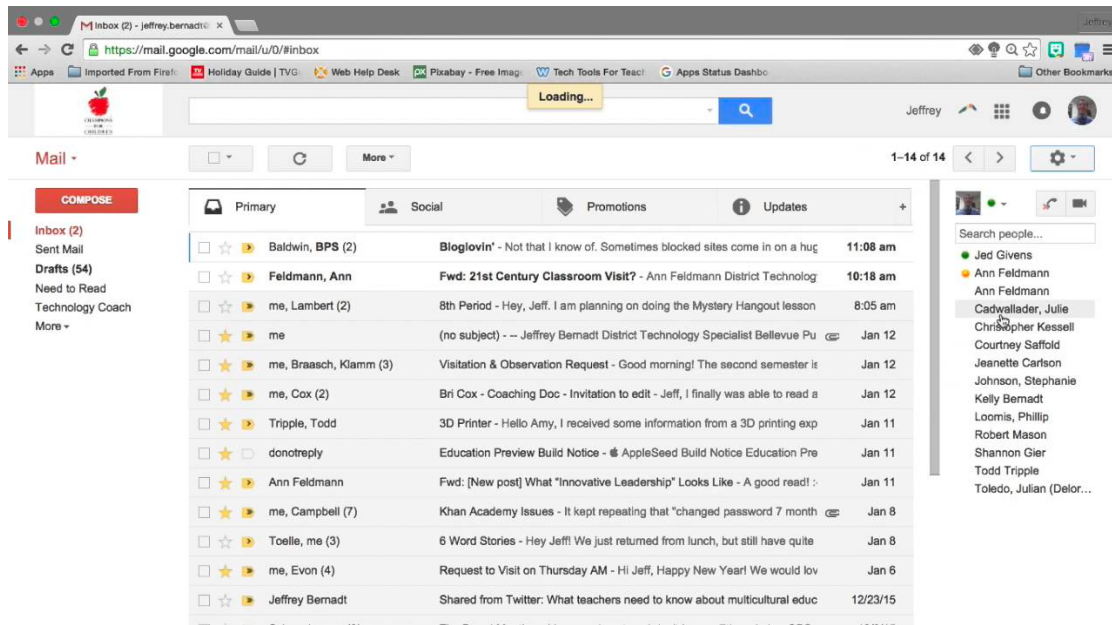 Inbox (2) - jeffrey.bernadt@ ×
Jeffrey
https://mail.google.com/mail/u/0/#inbox
Apps Imported From Firefo Holiday Guide | TVG Web Help Desk Pixabay - Free Image Tech Tools For Teach Apps Status Dashbo Other Bookmarks
Loading...
CHAMPIONS
FOR
CHILDREN
Jeffrey
Mail
More
1–14 of 14
COMPOSE
Primary Social Promotions Updates +
Inbox (2)
Sent Mail
Drafts (54)
Need to Read
Technology Coach
More
Baldwin, BPS (2) Bloglovin' - Not that I know of. Sometimes blocked sites come in on a hug 11:08 am
Feldmann, Ann Fwd: 21st Century Classroom Visit? - Ann Feldmann District Technolog 10:18 am
me, Lambert (2) 8th Period - Hey, Jeff. I am planning on doing the Mystery Hangout lesson 8:05 am
me (no subject) - -- Jeffrey Bernadt District Technology Specialist Bellevue Pu Jan 12
me, Braasch, Klamm (3) Visitation & Observation Request - Good morning! The second semester is Jan 12
me, Cox (2) Bri Cox - Coaching Doc - Invitation to edit - Jeff, I finally was able to read a Jan 12
Tripple, Todd 3D Printer - Hello Amy, I received some information from a 3D printing exp Jan 11
donotreply Education Preview Build Notice - AppleSeed Build Notice Education Pre Jan 11
Ann Feldmann Fwd: [New post] What "Innovative Leadership" Looks Like - A good read! :- Jan 11
me, Campbell (7) Khan Academy Issues - It kept repeating that "changed password 7 month Jan 8
Toelle, me (3) 6 Word Stories - Hey Jeff! We just returned from lunch, but still have quite Jan 8
me, Evon (4) Request to Visit on Thursday AM - Hi Jeff, Happy New Year! We would lov Jan 6
Jeffrey Bernadt Shared from Twitter: What teachers need to know about multicultural educ 12/23/15
Search people...
Jed Givens
Ann Feldmann
Ann Feldmann
Cadwallader, Julie
Christopher Kessell
Courtney Saffold
Jeanette Carlson
Johnson, Stephanie
Kelly Bernadt
Loomis, Phillip
Robert Mason
Shannon Gier
Todd Tripple
Toledo, Julian (Delor...